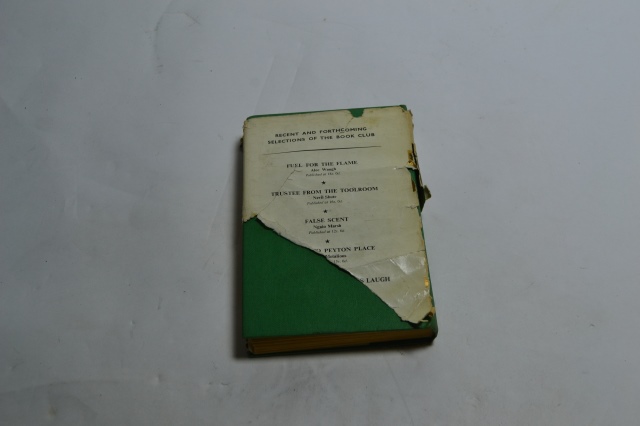 RECENT AND FORTHCOMING
SELECTIONS OF THE BOOK CLUB
FUEL FOR THE FLAME
Alec Waugh
★
TRUSTEE FROM THE TOOLROOM
Nevil Shute
★
FALSE SCENT
Ngaio Marsh
★
PEYTON PLACE
LAUGH